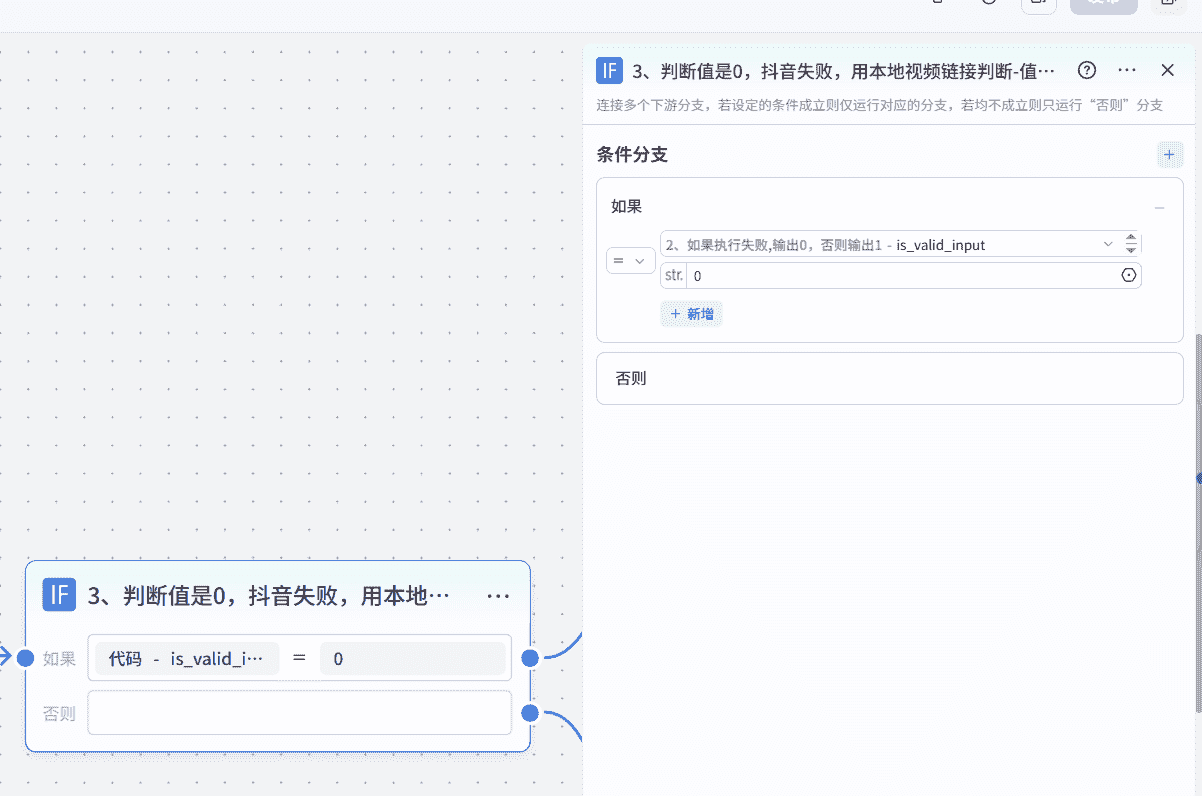 IF 3、判断值是0，抖音失败，用本地视频链接判断-值…
连接多个下游分支，若设定的条件成立则仅运行对应的分支，若均不成立则只运行“否则”分支
条件分支
如果
= 2、如果执行失败,输出0，否则输出1 - is_valid_input
str. 0
+ 新增
否则
IF 3、判断值是0，抖音失败，用本地…
如果 代码 - is_valid_i… = 0
否则